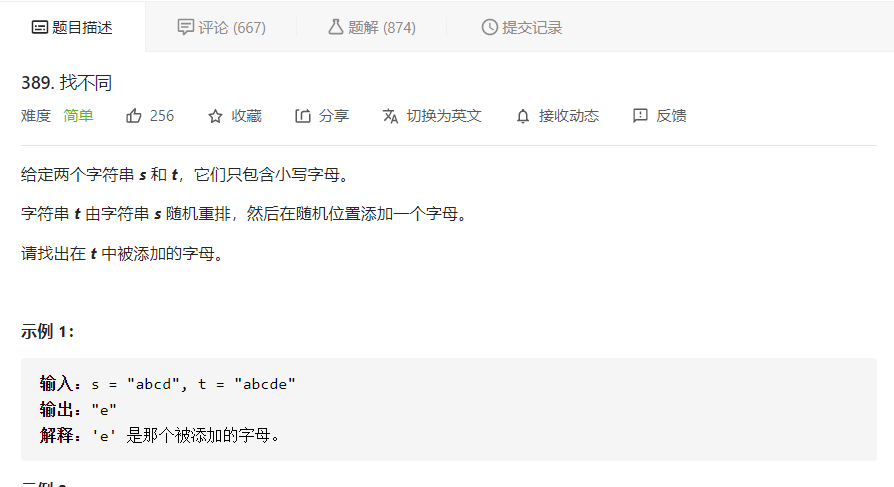 题目描述 评论 (667) 题解 (874) 提交记录
389. 找不同
难度 简单 256 收藏 分享 切换为英文 接收动态 反馈
给定两个字符串 s 和 t，它们只包含小写字母。
字符串 t 由字符串 s 随机重排，然后在随机位置添加一个字母。
请找出在 t 中被添加的字母。
示例 1：
输入：s = "abcd", t = "abcde"
输出："e"
解释：'e' 是那个被添加的字母。